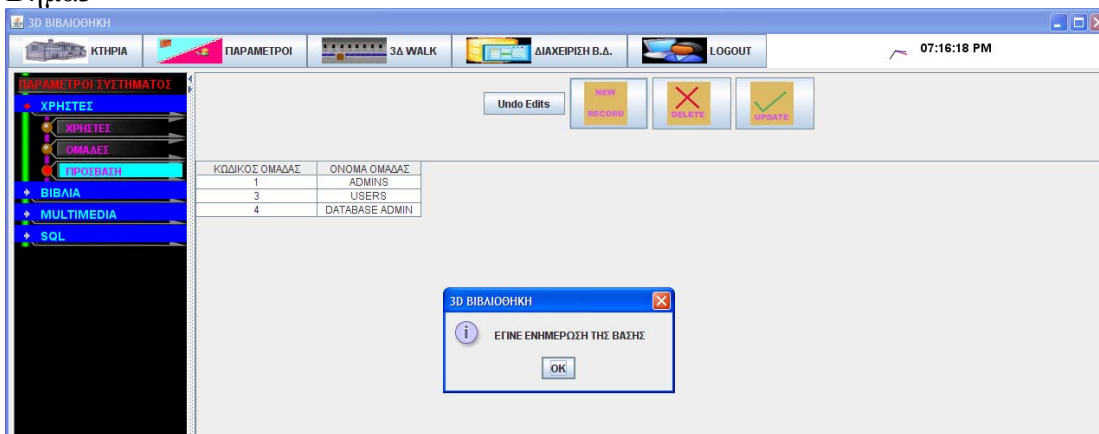 Βήμα8
3D ΒΙΒΛΙΟΘΗΚΗ
ΚΤΗΡΙΑ ΠΑΡΑΜΕΤΡΟΙ 3Δ WALK ΔΙΑΧΕΙΡΙΣΗ Β.Δ. LOGOUT 07:16:18 PM
ΠΑΡΑΜΕΤΡΟΙ ΣΥΣΤΗΜΑΤΟΣ
ΧΡΗΣΤΕΣ
ΧΡΗΣΤΕΣ
ΟΜΑΔΕΣ
ΠΡΟΣΒΑΣΗ
ΒΙΒΛΙΑ
MULTIMEDIA
SQL
Undo Edits
NEW
RECORD
DELETE
UPDATE
ΚΩΔΙΚΟΣ ΟΜΑΔΑΣ ΟΝΟΜΑ ΟΜΑΔΑΣ
1 ADMINS
3 USERS
4 DATABASE ADMIN
3D ΒΙΒΛΙΟΘΗΚΗ
ΕΓΙΝΕ ΕΝΗΜΕΡΩΣΗ ΤΗΣ ΒΑΣΗΣ
OK